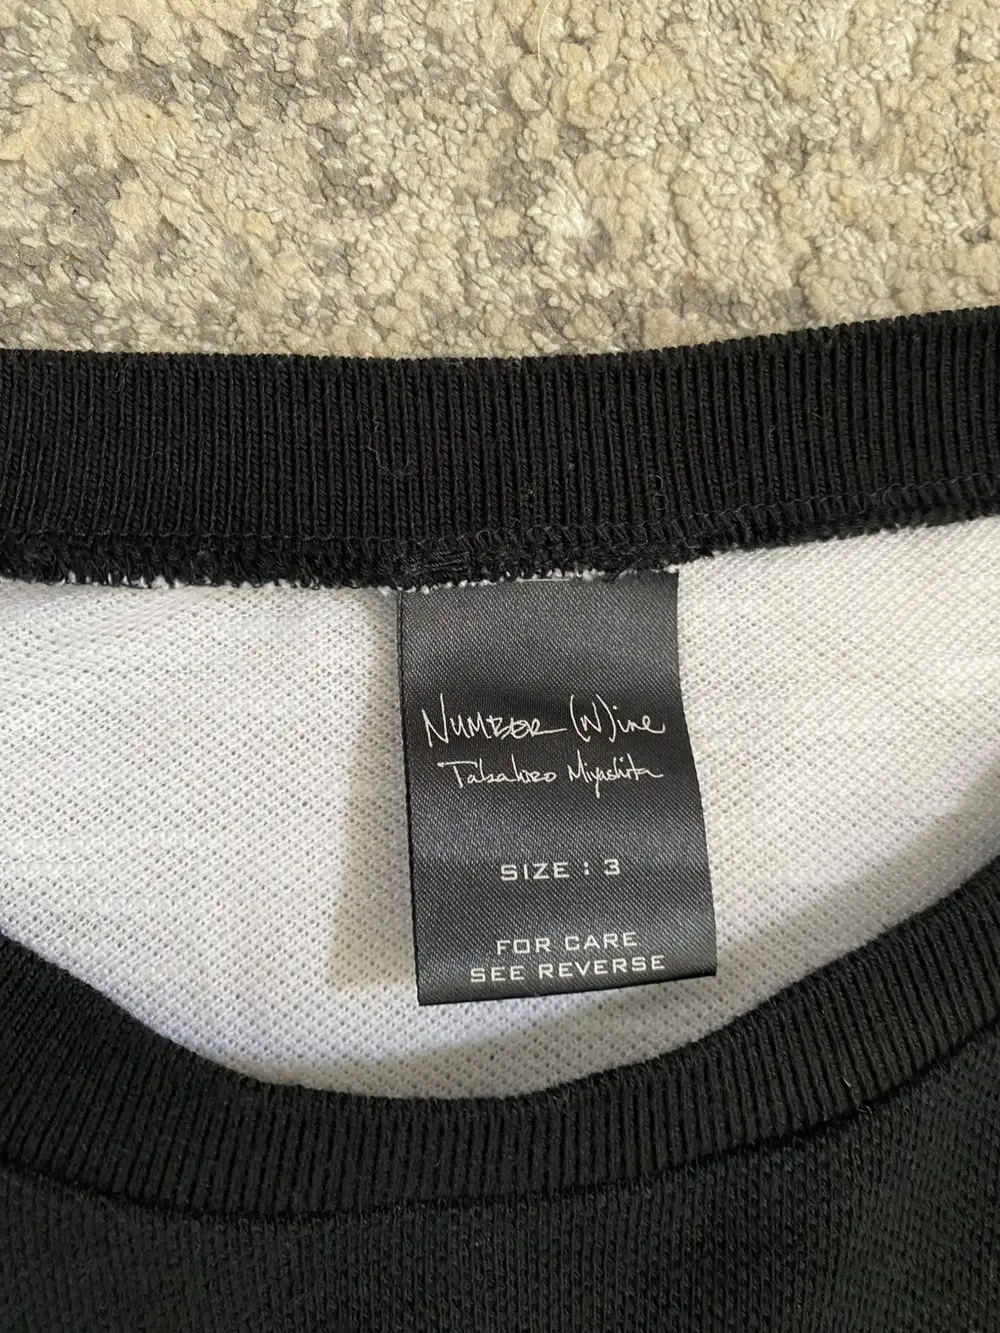 NUMBER (N)ine
Takahiro Miyashita
SIZE : 3
FOR CARE
SEE REVERSE